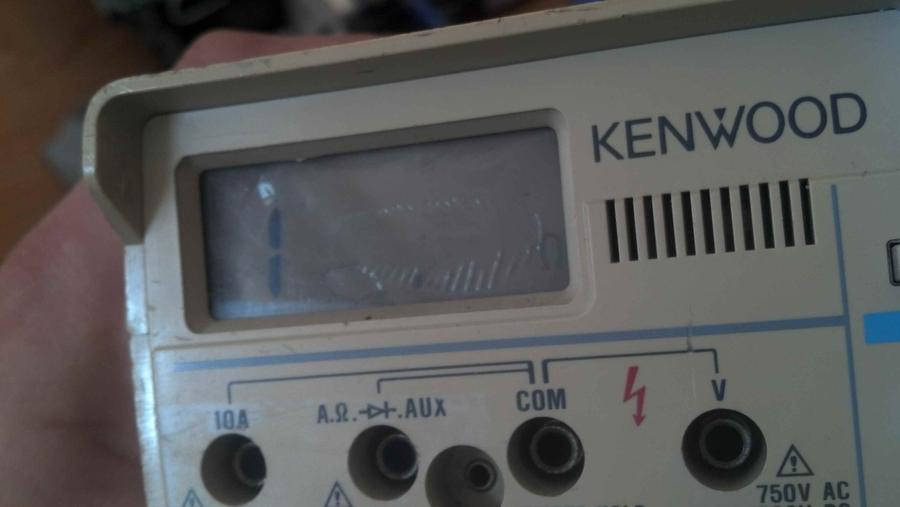 KENWOOD
10A
A.Ω.-▷|-.AUX
COM
V
750V AC